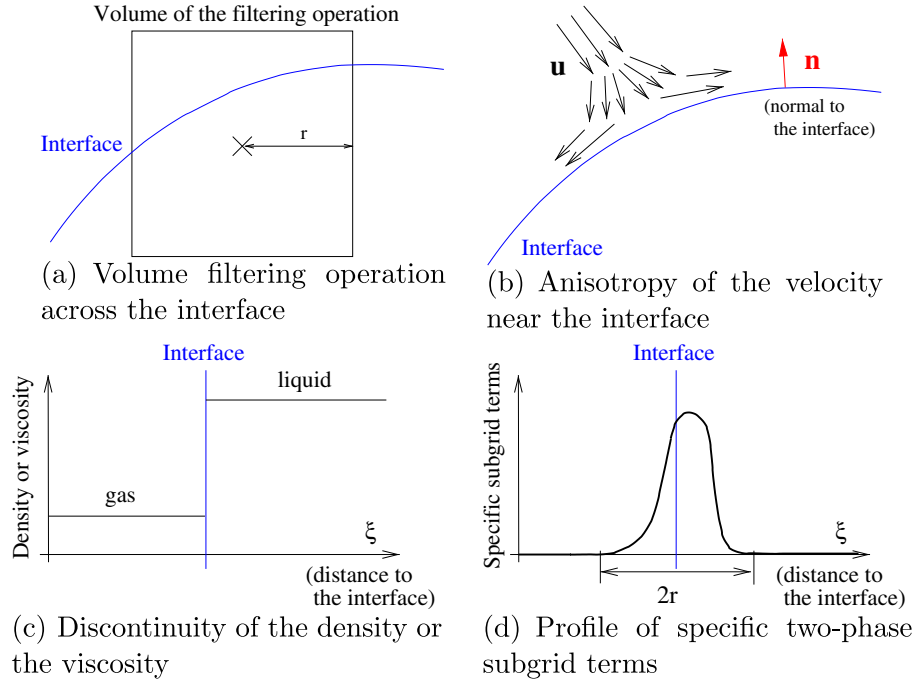 Volume of the filtering operation
Interface
r
(a) Volume filtering operation
across the interface
u
n
(normal to
the interface)
Interface
(b) Anisotropy of the velocity
near the interface
Density or viscosity
Interface
liquid
gas
ξ
(distance to
the interface)
(c) Discontinuity of the density or
the viscosity
Specific subgrid terms
Interface
ξ
2r
(distance to
the interface)
(d) Profile of specific two-phase
subgrid terms